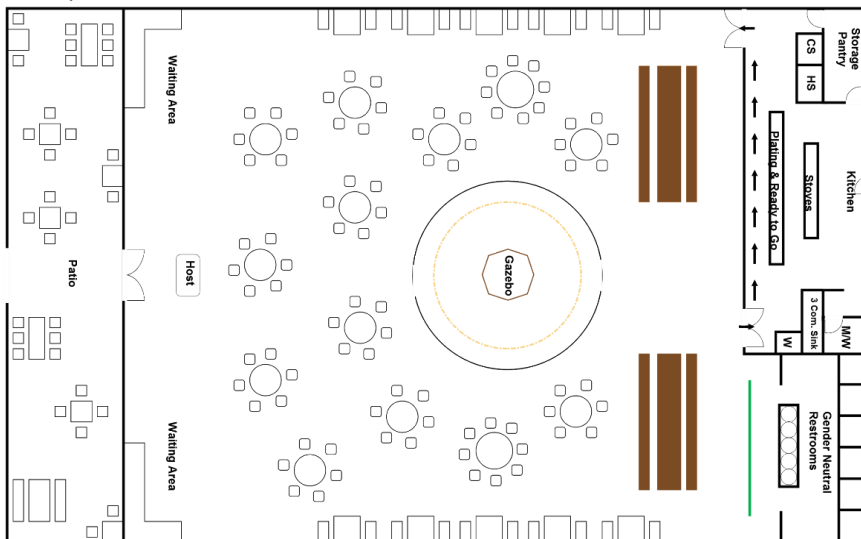 Waiting Area
Storage
Pantry
CS
HS
Plating & Ready to Go
Stoves
Kitchen
Patio
Host
Gazebo
3 Com. Sink
M/W
W
Waiting Area
Gender Neutral
Restrooms